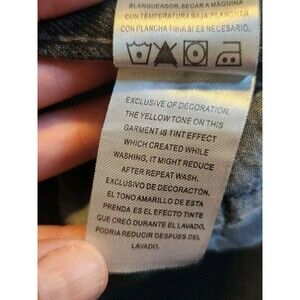 BLANQUEADOR, SECAR A MÁQUINA
CON TEMPERATURA BAJA, PLANCHAR
CON PLANCHA TIBIA SI ES NECESARIO.
EXCLUSIVE OF DECORATION.
THE YELLOW TONE ON THIS
GARMENT IS TINT EFFECT
WHICH CREATED WHILE
WASHING, IT MIGHT REDUCE
AFTER REPEAT WASH.
EXCLUSIVO DE DECORACTÓN.
EL TONO AMARILLO DE ESTA
PRENDA ES EL EFECTO TINTE
QUE CREÓ DURANTE EL LAVADO,
PODRIA REDUCIR DESPUES DEL
LAVADO.